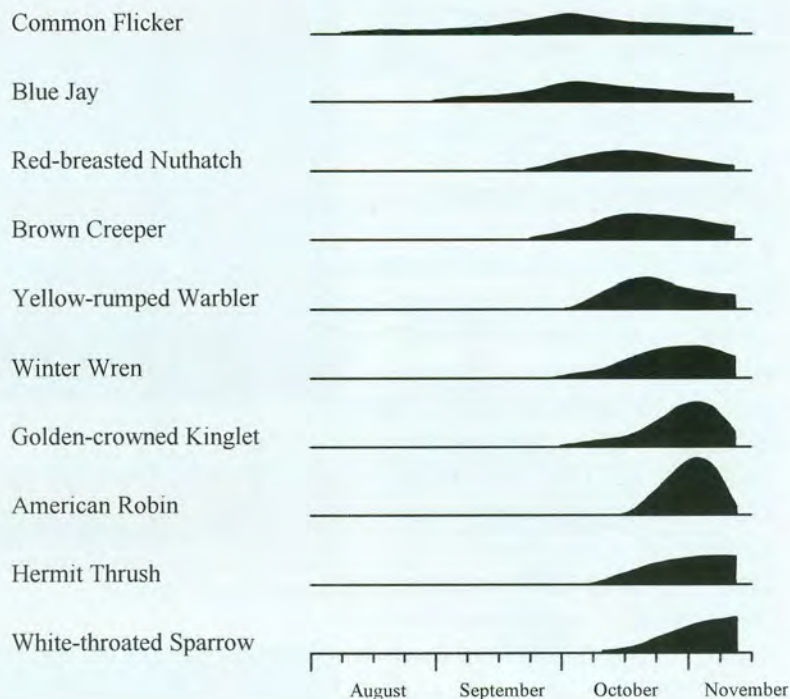 Common Flicker
Blue Jay
Red-breasted Nuthatch
Brown Creeper
Yellow-rumped Warbler
Winter Wren
Golden-crowned Kinglet
American Robin
Hermit Thrush
White-throated Sparrow
August September October November